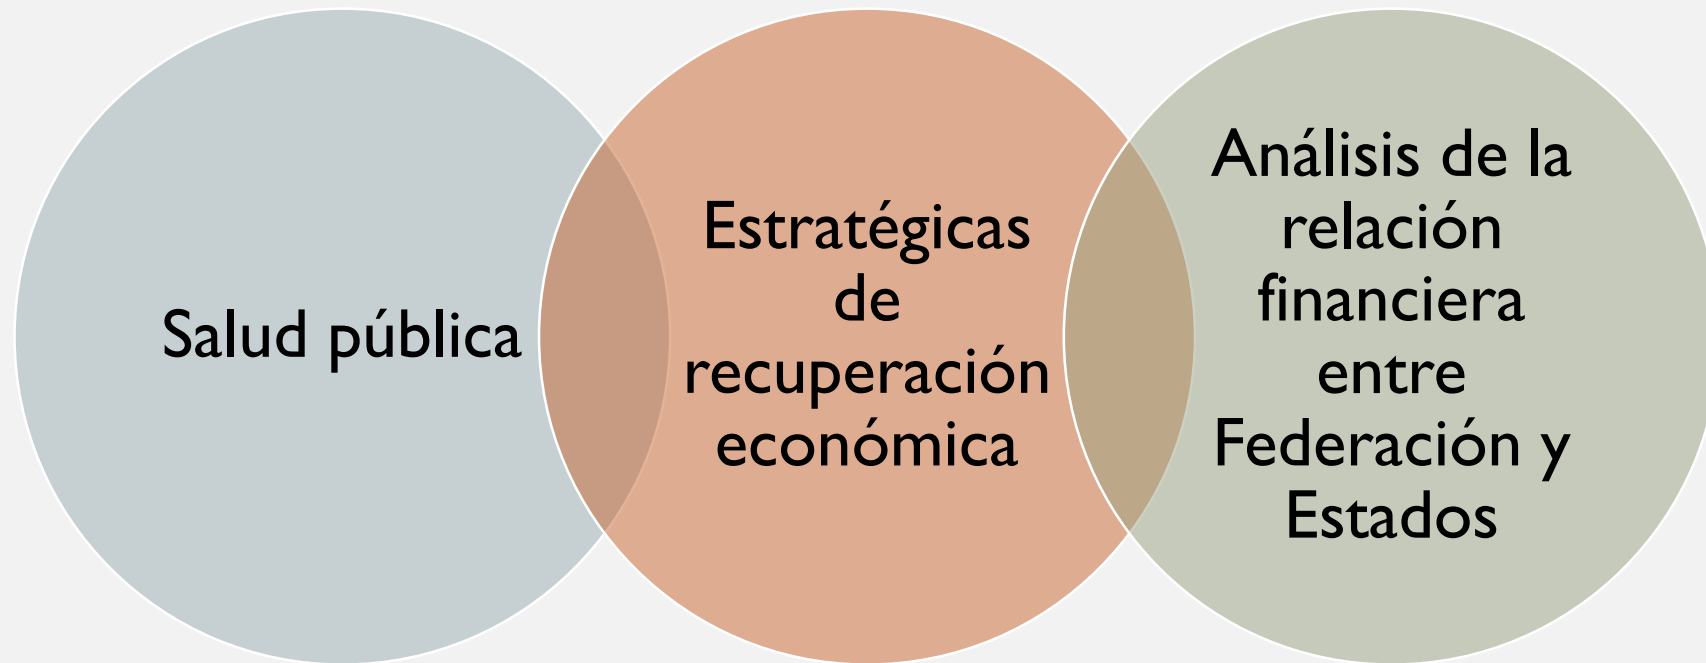 Salud pública
Estratégicas
de
recuperación
económica
Análisis de la
relación
financiera
entre
Federación y
Estados